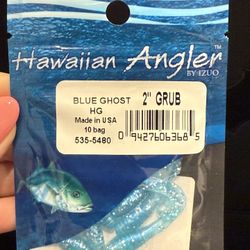 Hawaiian Angler™
BY IZUO
BLUE GHOST
HG
Made in USA
10 bag
535-5480
2" GRUB
0 94276 06368 5